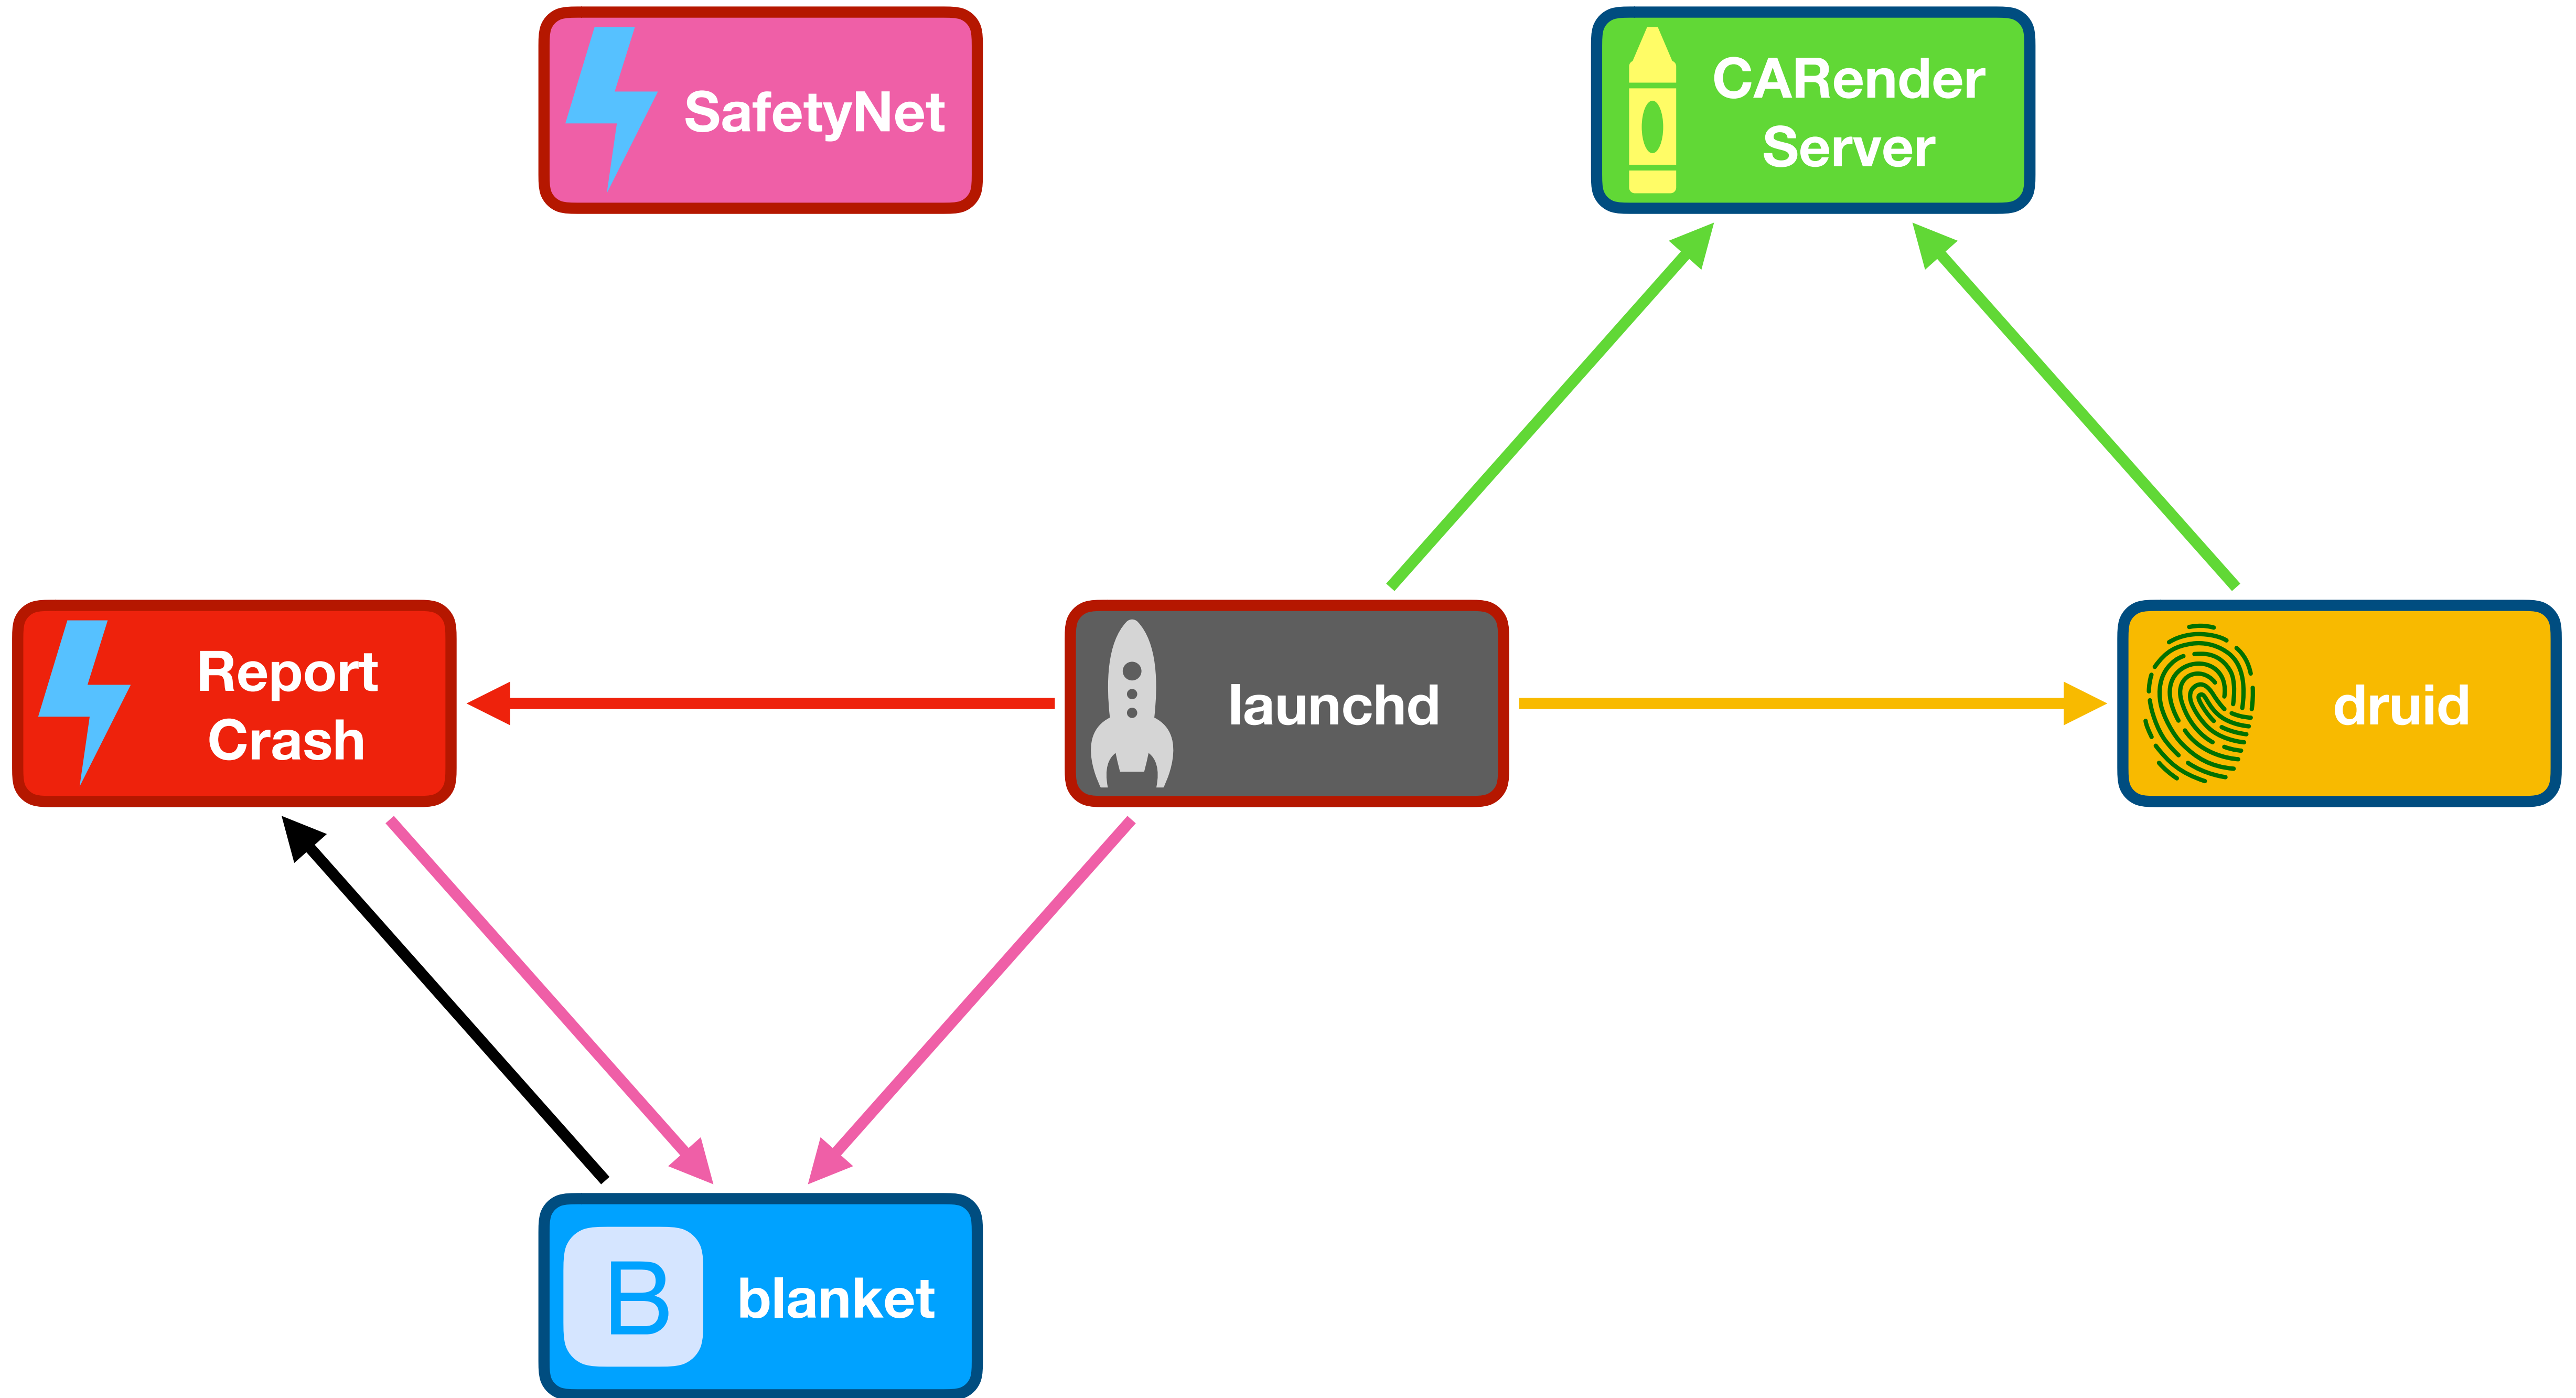 SafetyNet
CARender
Server
Report
Crash
launchd
druid
B
blanket